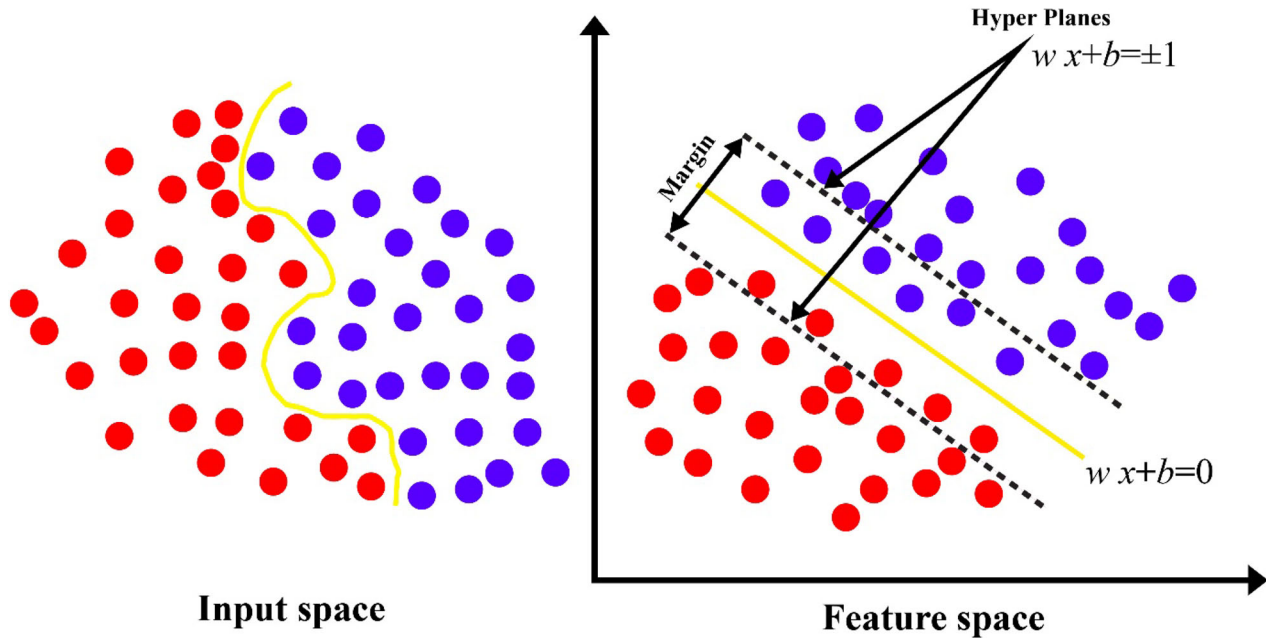 Hyper Planes
w x+b=±1
Margin
w x+b=0
Input space
Feature space